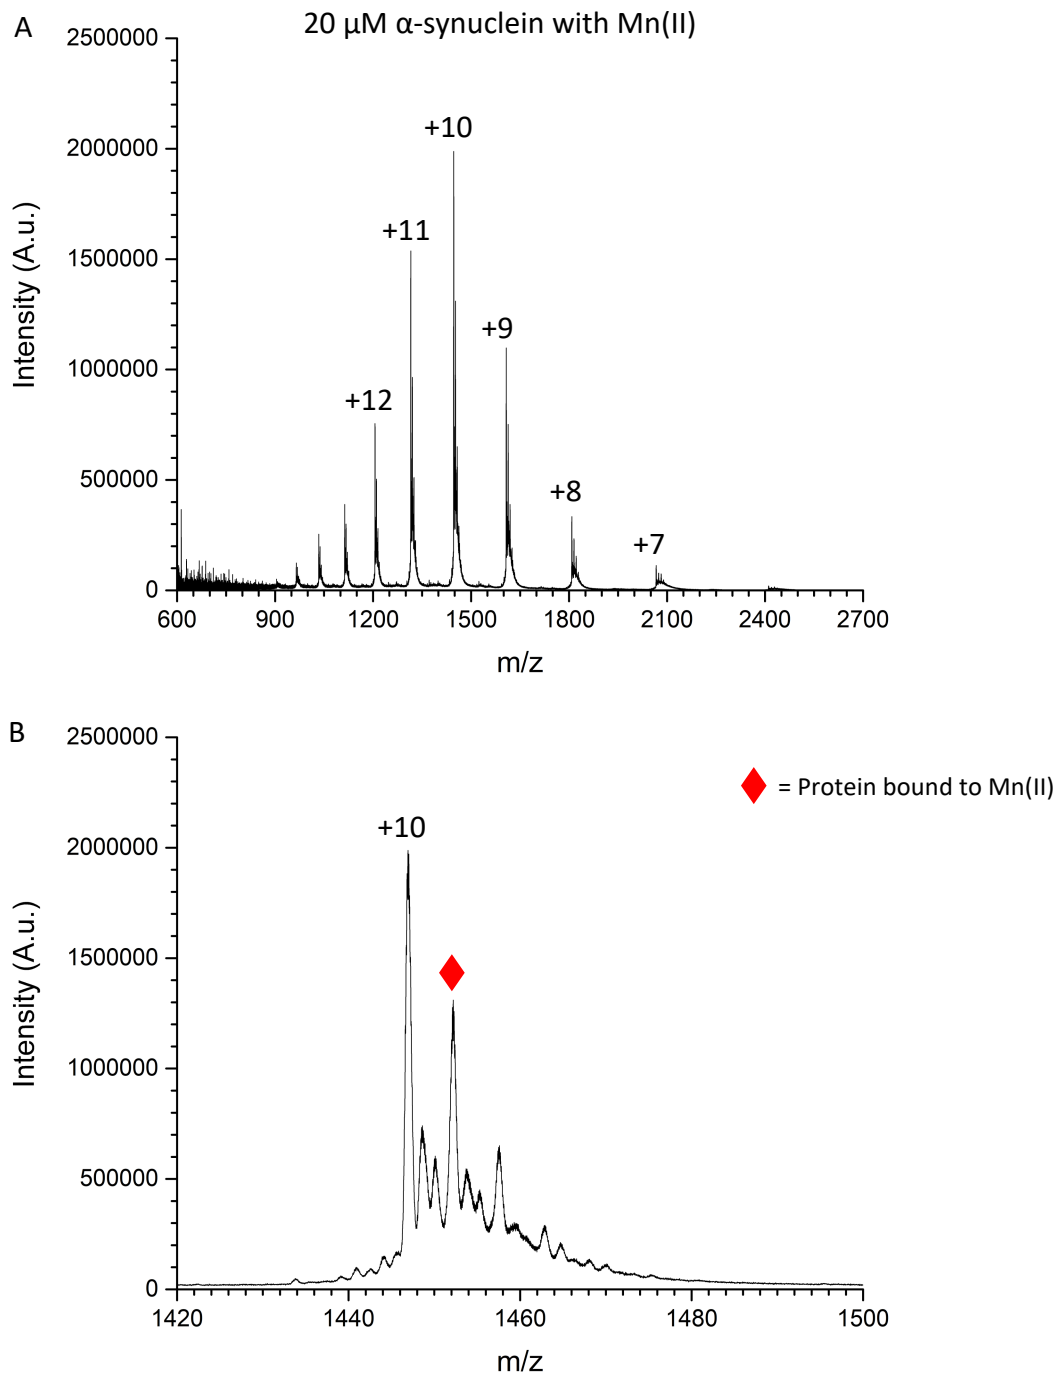 A
20 µM α-synuclein with Mn(II)
2500000
2000000
1500000
1000000
500000
0
Intensity (A.u.)
+12
+11
+10
+9
+8
+7
600 900 1200 1500 1800 2100 2400 2700
m/z
B
2500000
2000000
1500000
1000000
500000
0
Intensity (A.u.)
+10
= Protein bound to Mn(II)
1420 1440 1460 1480 1500
m/z